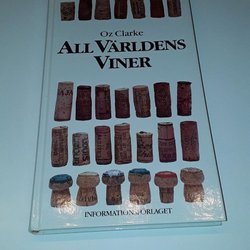 Oz Clarke
ALL VÄRLDENS
VINER
INFORMATIONSFÖRLAGET